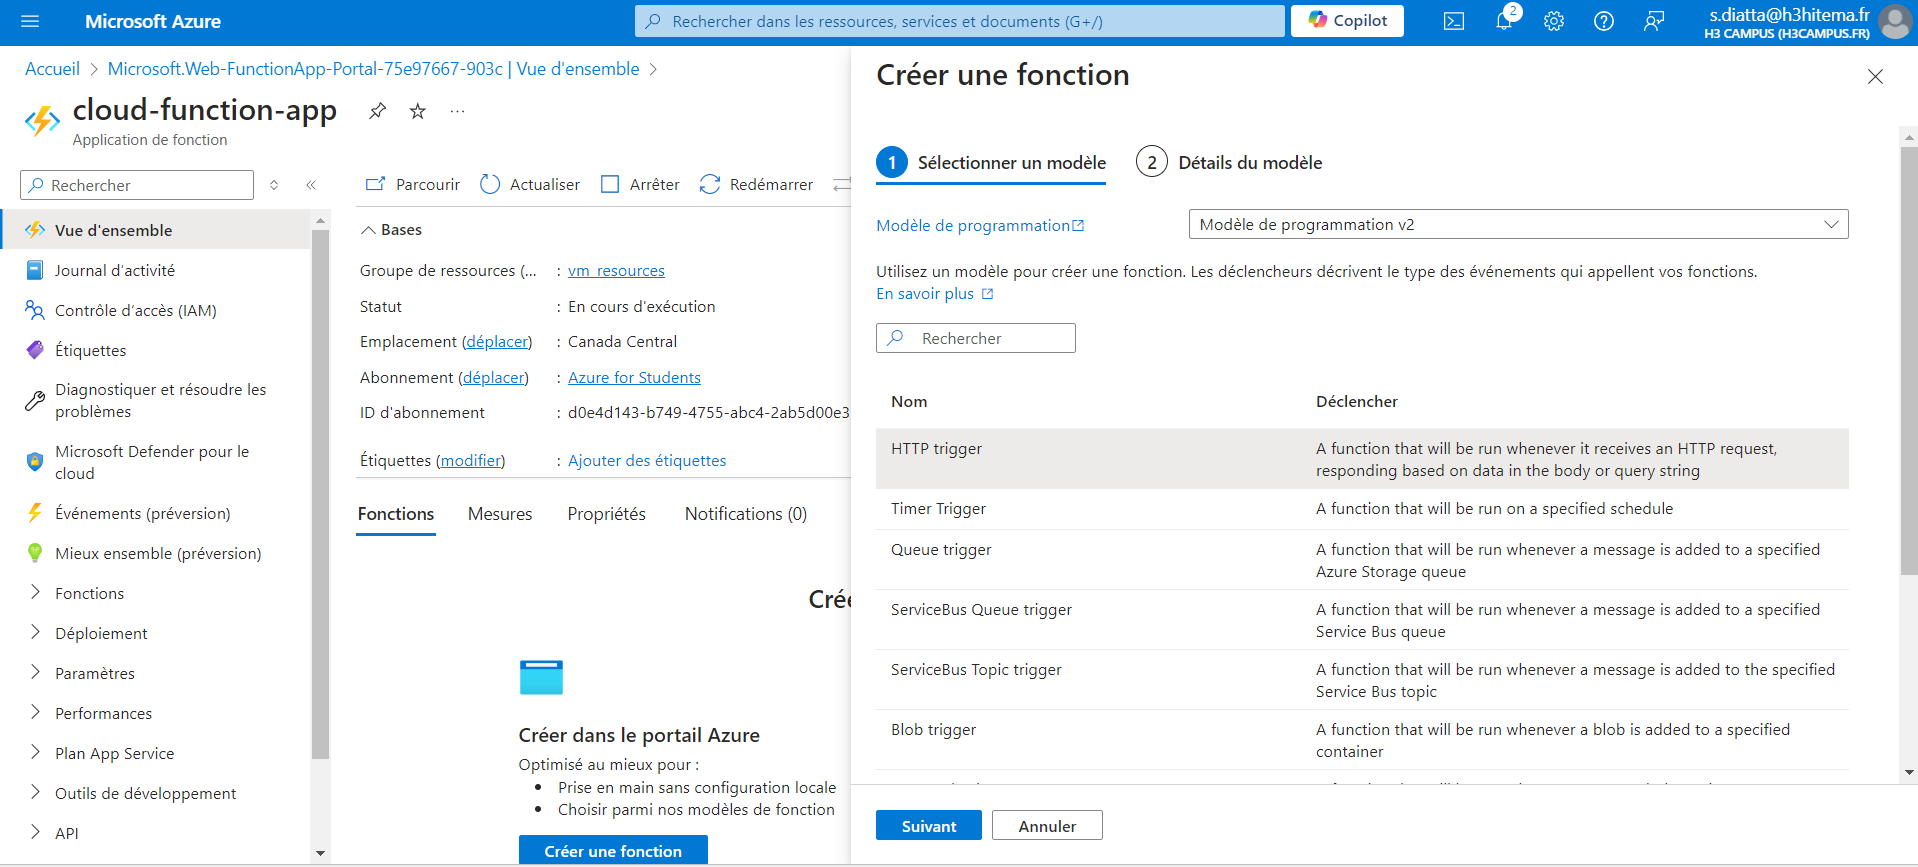 Microsoft Azure
Rechercher dans les ressources, services et documents (G+/)
Copilot
2
s.diatta@h3hitema.fr
H3 CAMPUS (H3CAMPUS.FR)
Accueil > Microsoft.Web-FunctionApp-Portal-75e97667-903c | Vue d'ensemble >
cloud-function-app
Application de fonction
Rechercher
Vue d'ensemble
Journal d’activité
Contrôle d’accès (IAM)
Étiquettes
Diagnostiquer et résoudre les
problèmes
Microsoft Defender pour le
cloud
Événements (préversion)
Mieux ensemble (préversion)
Fonctions
Déploiement
Paramètres
Performances
Plan App Service
Outils de développement
API
Parcourir Actualiser Arrêter Redémarrer
Bases
Groupe de ressources (... : vm_resources
Statut : En cours d'exécution
Emplacement (déplacer) : Canada Central
Abonnement (déplacer) : Azure for Students
ID d'abonnement : d0e4d143-b749-4755-abc4-2ab5d00e3
Étiquettes (modifier) : Ajouter des étiquettes
Fonctions Mesures Propriétés Notifications (0)
Crée
Créer dans le portail Azure
Optimisé au mieux pour :
• Prise en main sans configuration locale
• Choisir parmi nos modèles de fonction
Créer une fonction
Créer une fonction
1 Sélectionner un modèle 2 Détails du modèle
Modèle de programmation Modèle de programmation v2
Utilisez un modèle pour créer une fonction. Les déclencheurs décrivent le type des événements qui appellent vos fonctions.
En savoir plus
Rechercher
Nom Déclencher
HTTP trigger A function that will be run whenever it receives an HTTP request,
responding based on data in the body or query string
Timer Trigger A function that will be run on a specified schedule
Queue trigger A function that will be run whenever a message is added to a specified
Azure Storage queue
ServiceBus Queue trigger A function that will be run whenever a message is added to a specified
Service Bus queue
ServiceBus Topic trigger A function that will be run whenever a message is added to the specified
Service Bus topic
Blob trigger A function that will be run whenever a blob is added to a specified
container
Suivant Annuler